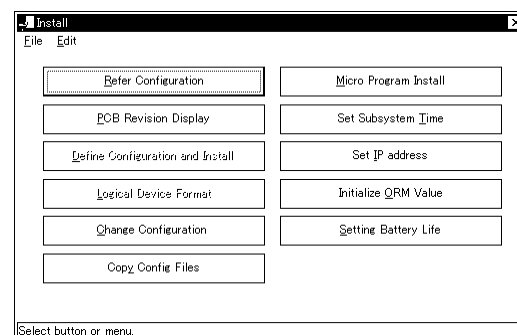 Install
File Edit
Refer Configuration
Micro Program Install
PCB Revision Display
Set Subsystem Time
Define Configuration and Install
Set IP address
Logical Device Format
Initialize ORM Value
Change Configuration
Setting Battery Life
Copy Config Files
Select button or menu.